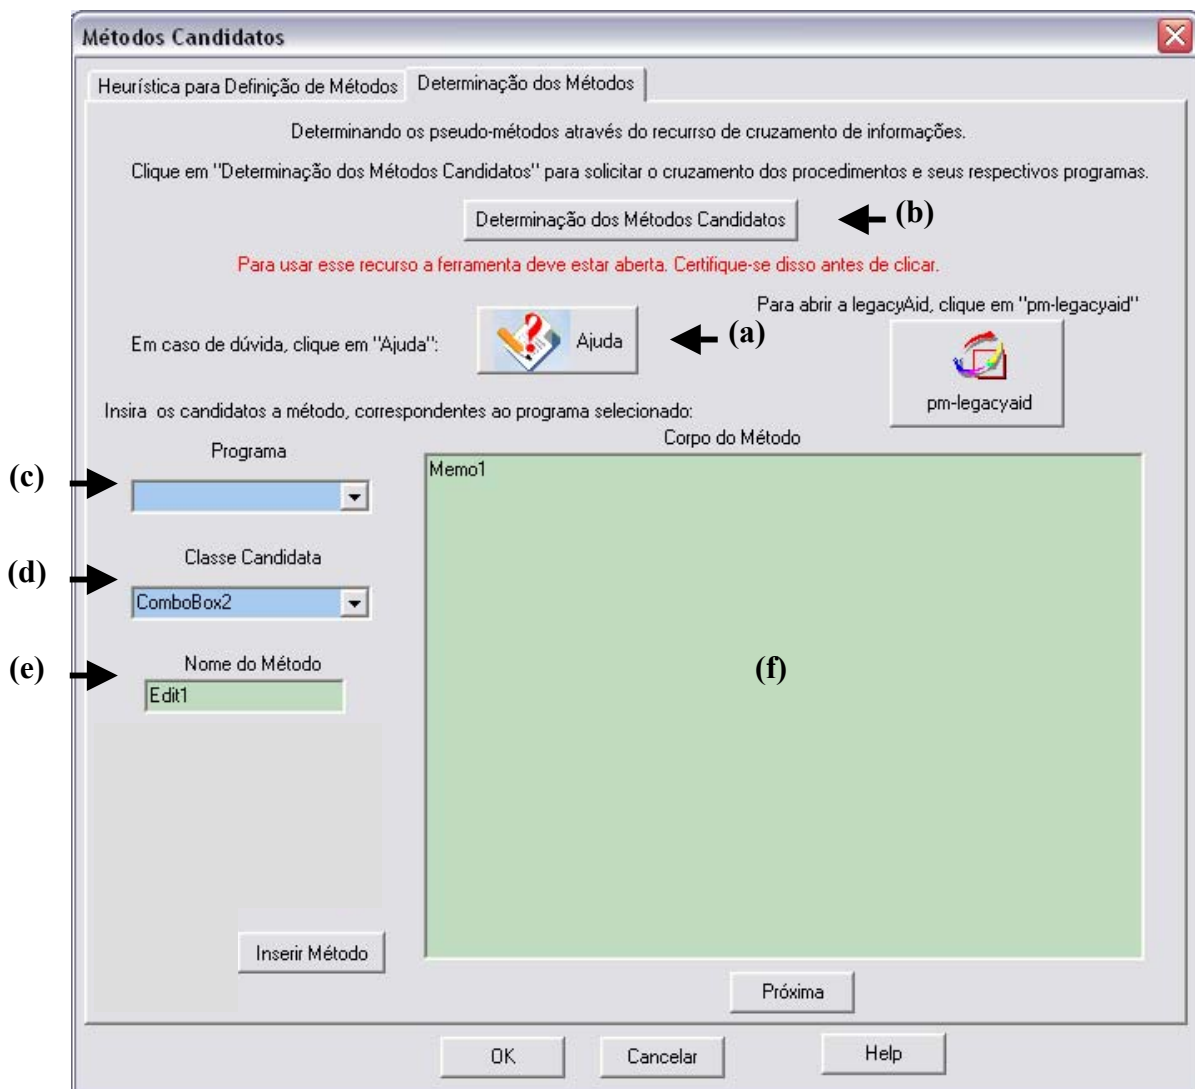 Métodos Candidatos
Heurística para Definição de Métodos
Determinação dos Métodos
Determinando os pseudo-métodos através do recurrso de cruzamento de informações.
Clique em "Determinação dos Métodos Candidatos" para solicitar o cruzamento dos procedimentos e seus respectivos programas.
Determinação dos Métodos Candidatos
(b)
Para usar esse recurso a ferramenta deve estar aberta. Certifique-se disso antes de clicar.
Para abrir a legacyAid, clique em "pm-legacyaid"
Em caso de dúvida, clique em "Ajuda":
Ajuda
(a)
pm-legacyaid
Insira os candidatos a método, correspondentes ao programa selecionado:
Programa
Corpo do Método
(c)
Memo1
Classe Candidata
(d)
ComboBox2
Nome do Método
(e)
Edit1
(f)
Inserir Método
Próxima
OK
Cancelar
Help